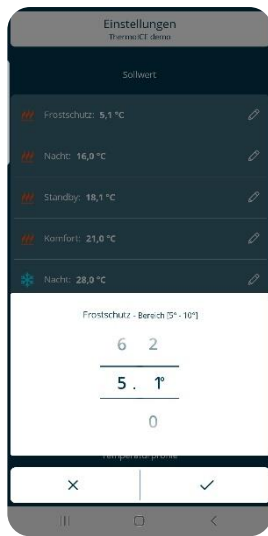 Einstellungen
ThermoICE demo
Sollwert
Frostschutz: 5,1 °C
Nacht: 16,0 °C
Standby: 18,1 °C
Komfort: 21,0 °C
Nacht: 28,0 °C
Frostschutz - Bereich [5° - 10°]
6 2
5 . 1°
0
Temperaturprofile